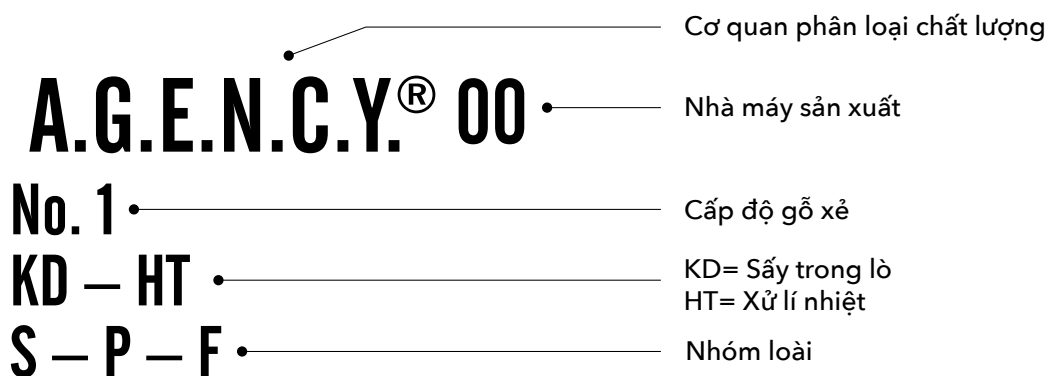 Cơ quan phân loại chất lượng
A.G.E.N.C.Y.® 00
Nhà máy sản xuất
No. 1
Cấp độ gỗ xẻ
KD – HT
KD= Sấy trong lò
HT= Xử lí nhiệt
S – P – F
Nhóm loài